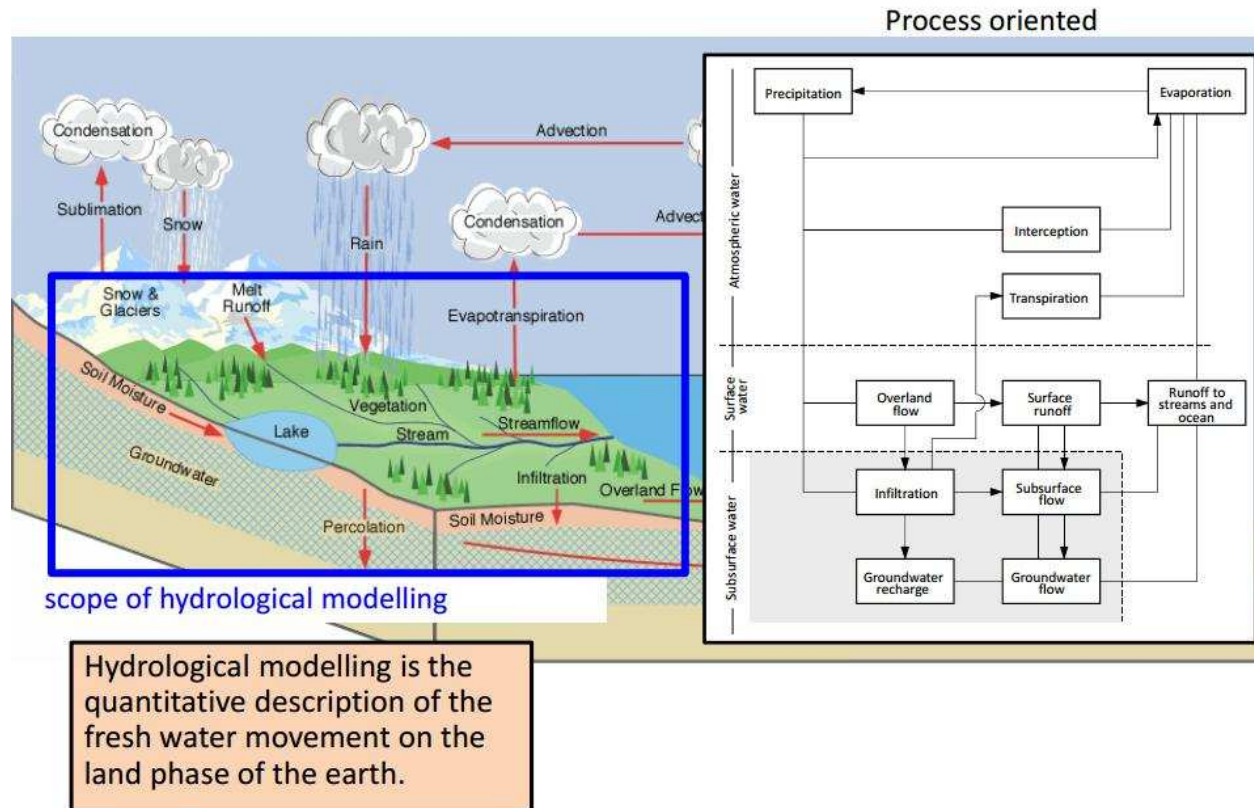 Process oriented
Condensation
Sublimation
Snow
Rain
Advection
Condensation
Advect
Evapotranspiration
Snow &
Glaciers
Melt
Runoff
Soil Moisture
Lake
Vegetation
Stream
Streamflow
Groundwater
Infiltration
Overland Flow
Percolation
Soil Moisture
scope of hydrological modelling
Hydrological modelling is the
quantitative description of the
fresh water movement on the
land phase of the earth.
Atmospheric water
Precipitation
Evaporation
Interception
Transpiration
Surface
water
Overland
flow
Surface
runoff
Runoff to
streams and
ocean
Subsurface water
Infiltration
Subsurface
flow
Groundwater
recharge
Groundwater
flow